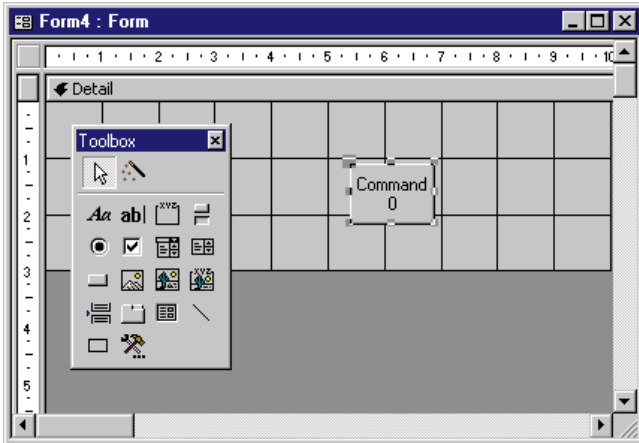 Form4 : Form
1 2 3 4 5 6 7 8 9 10
Detail
Toolbox
1
Command
0
Aa ab| XYZ
2
XYZ
3
4
5